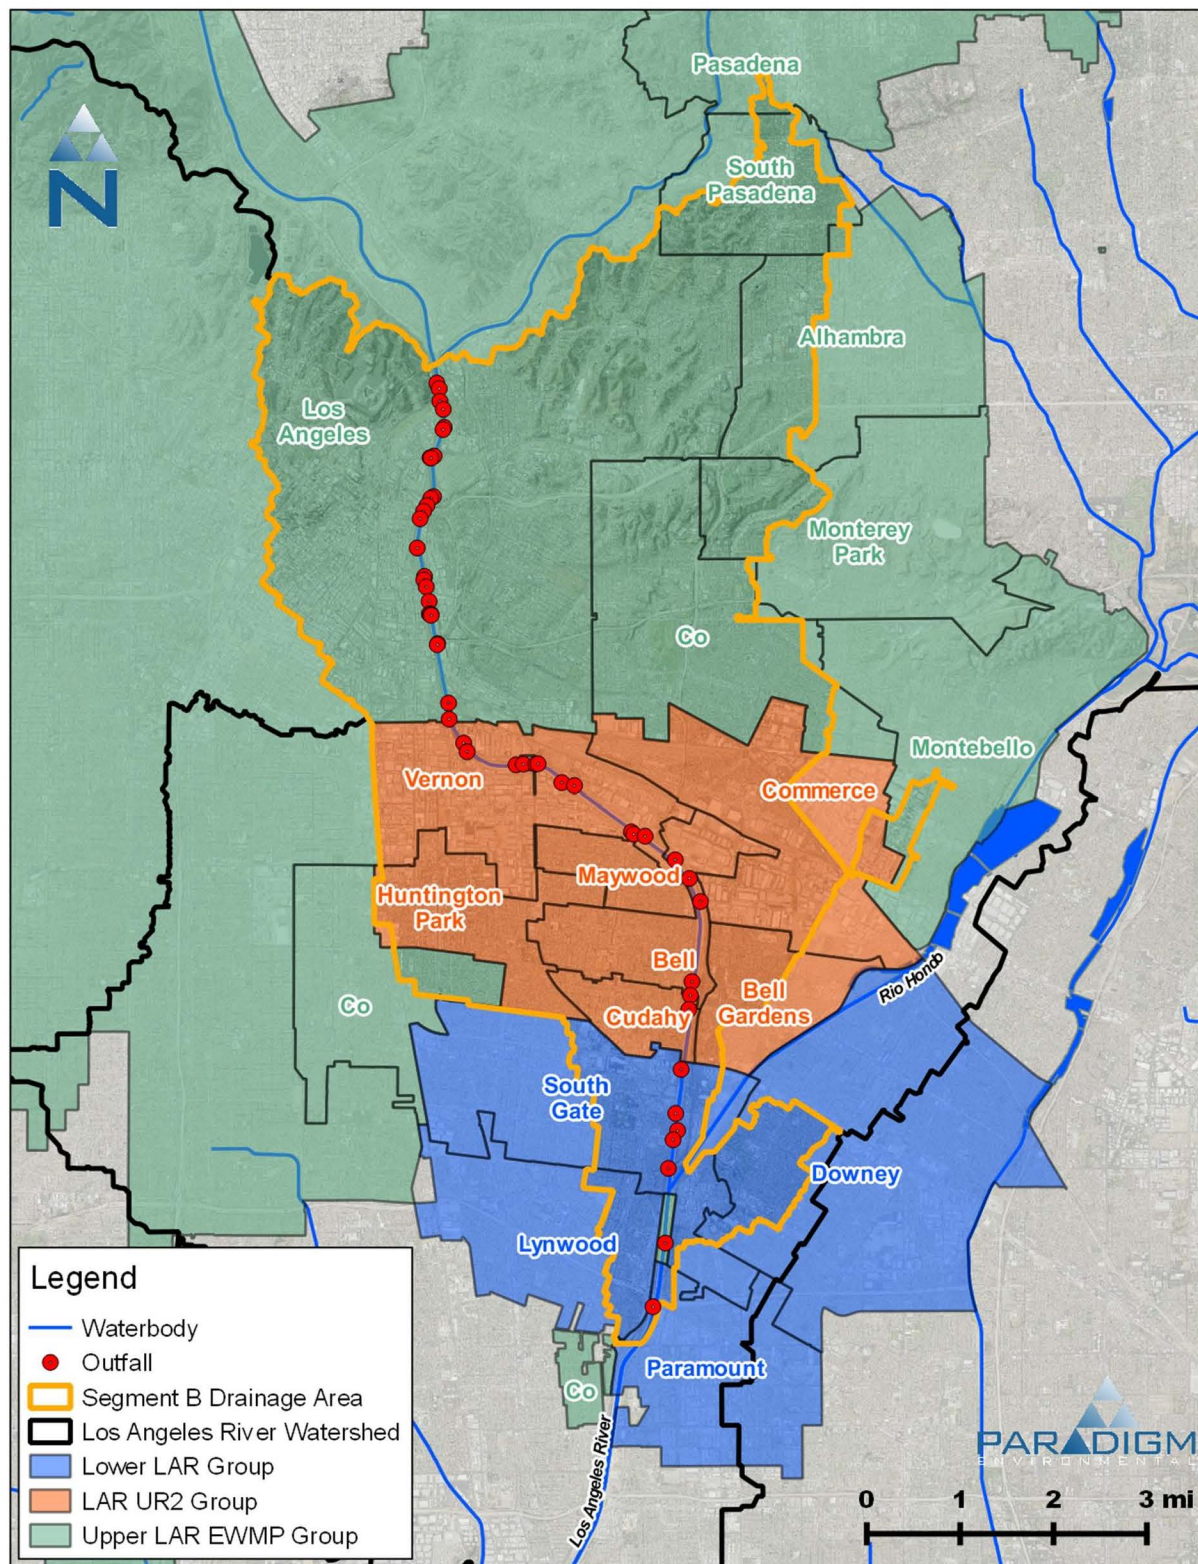 Pasadena
South
Pasadena
N
Alhambra
Los
Angeles
Monterey
Park
Co
Montebello
Vernon
Commerce
Maywood
Huntington
Park
Bell
Rio Hondo
Co
Bell
Gardens
Cudahy
South
Gate
Downey
Lynwood
Paramount
Co
Los Angeles River
Legend
Waterbody
Outfall
Segment B Drainage Area
Los Angeles River Watershed
Lower LAR Group
LAR UR2 Group
Upper LAR EWMP Group
PARADIGM
ENVIRONMENTAL
0 1 2 3 mi